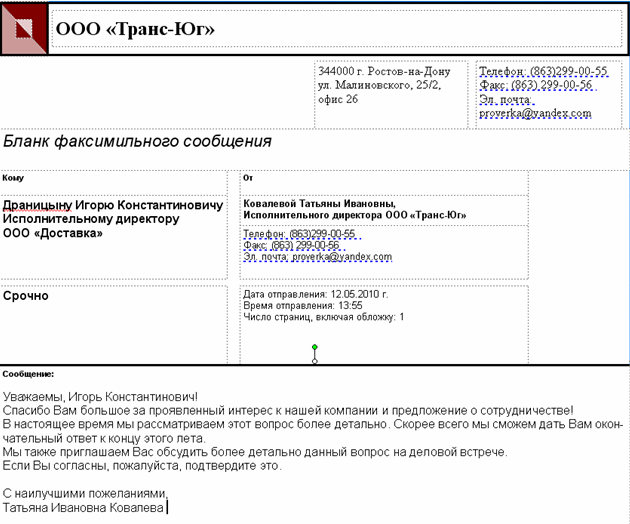 ООО «Транс-Юг»
344000 г. Ростов-на-Дону
ул. Малиновского, 25/2,
офис 26
Телефон: (863)299-00-55
Факс: (863) 299-00-56
Эл. почта:
proverka@yandex.com
Бланк факсимильного сообщения
Кому
Драницыну Игорю Константиновичу
Исполнительному директору
ООО «Доставка»
От
Ковалевой Татьяны Ивановны,
Исполнительного директора ООО «Транс-Юг»
Телефон: (863)299-00-55
Факс: (863) 299-00-56
Эл. почта: proverka@yandex.com
Срочно
Дата отправления: 12.05.2010 г.
Время отправления: 13:55
Число страниц, включая обложку: 1
Сообщение:
Уважаемы, Игорь Константинович!
Спасибо Вам большое за проявленный интерес к нашей компании и предложение о сотрудничестве!
В настоящее время мы рассматриваем этот вопрос более детально. Скорее всего мы сможем дать Вам окон-
чательный ответ к концу этого лета.
Мы также приглашаем Вас обсудить более детально данный вопрос на деловой встрече.
Если Вы согласны, пожалуйста, подтвердите это.
С наилучшими пожеланиями,
Татьяна Ивановна Ковалева